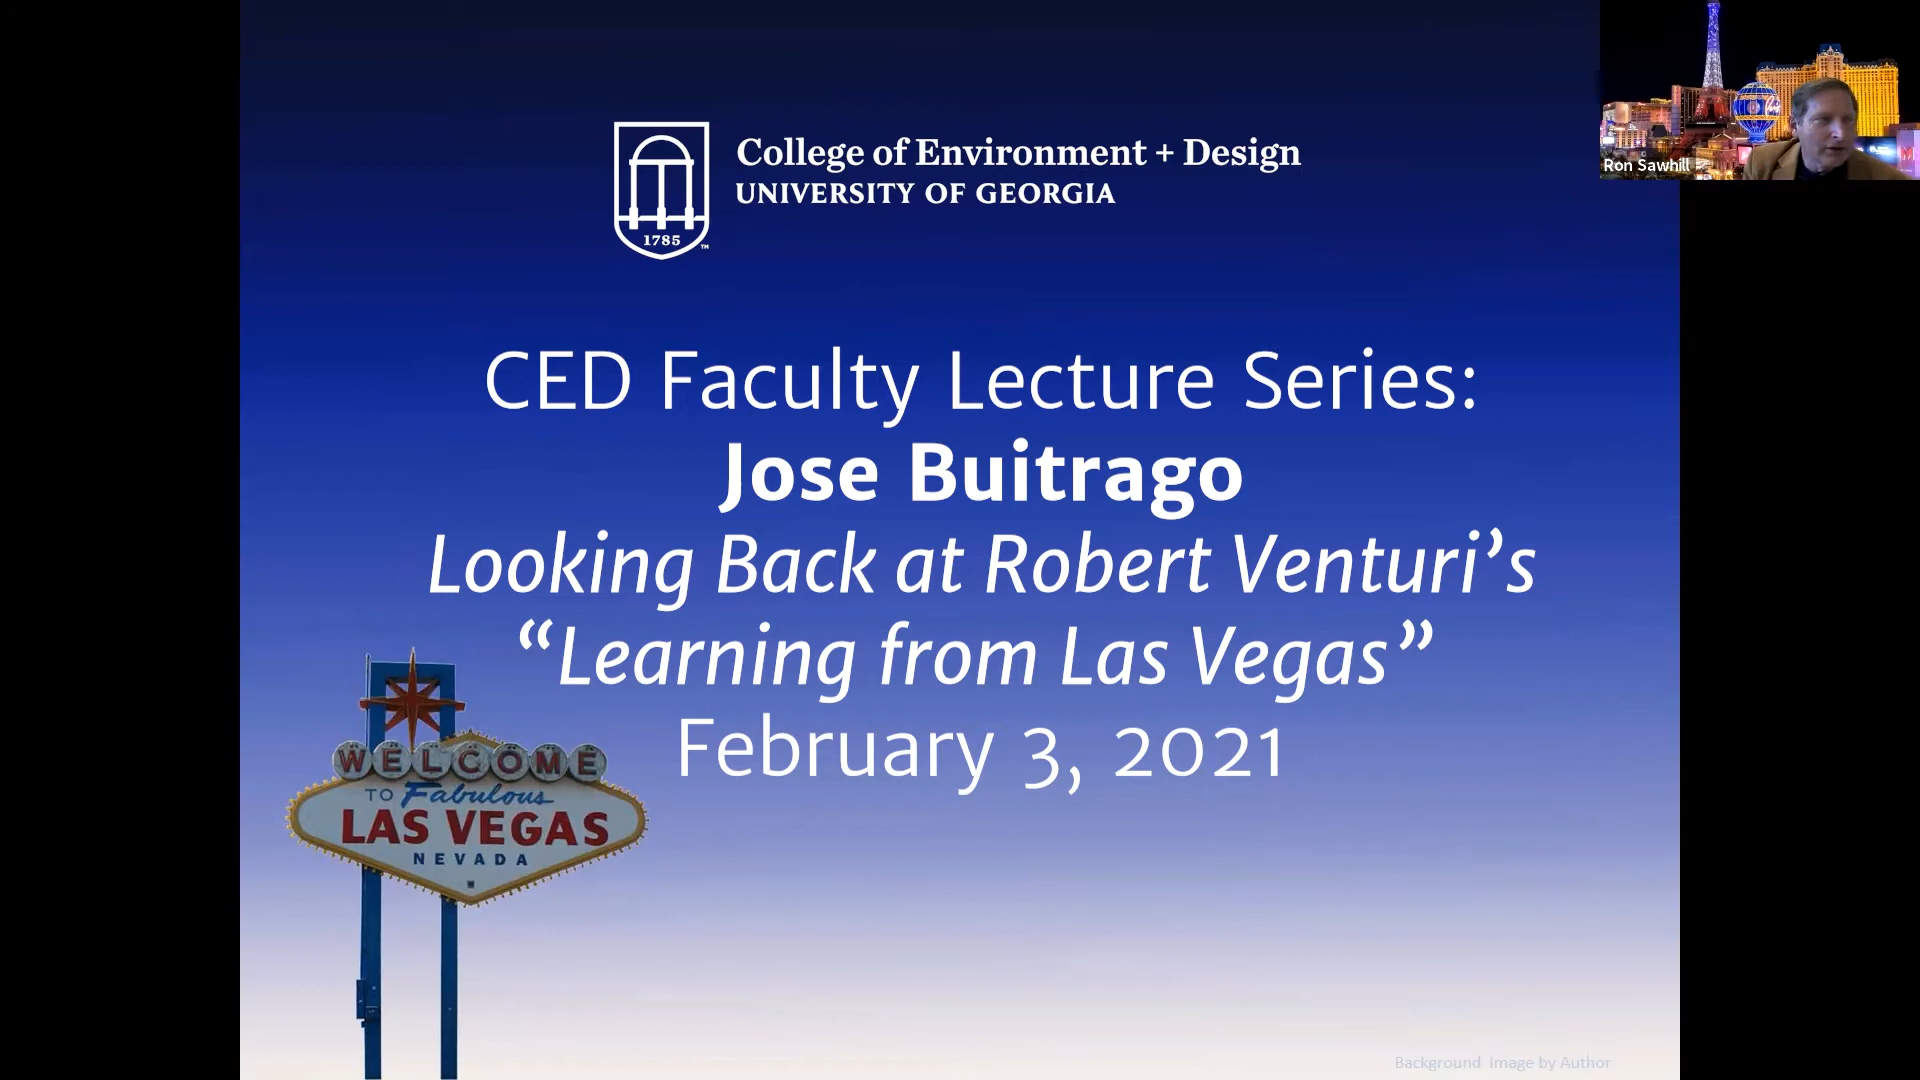 College of Environment + Design
UNIVERSITY OF GEORGIA
1785
TM
Ron Sawhill
CED Faculty Lecture Series:
Jose Buitrago
Looking Back at Robert Venturi’s
“Learning from Las Vegas”
February 3, 2021
WELCOME
TO Fabulous
LAS VEGAS
NEVADA
Background Image by Author